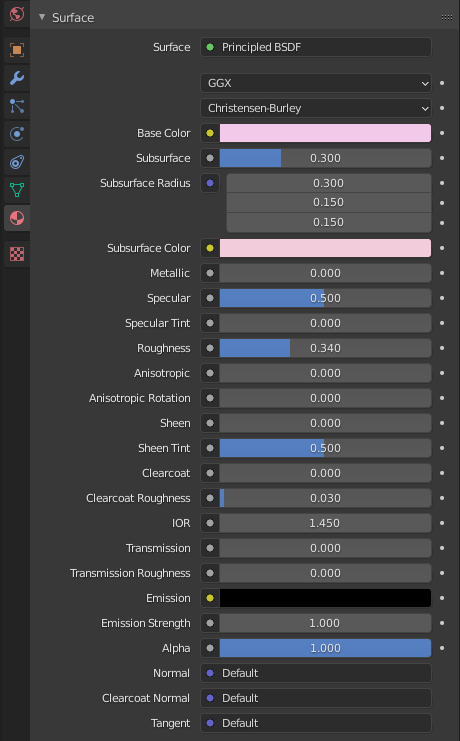 Surface
Surface Principled BSDF
GGX
Christensen-Burley
Base Color
Subsurface 0.300
Subsurface Radius 0.300
0.150
0.150
Subsurface Color
Metallic 0.000
Specular 0.500
Specular Tint 0.000
Roughness 0.340
Anisotropic 0.000
Anisotropic Rotation 0.000
Sheen 0.000
Sheen Tint 0.500
Clearcoat 0.000
Clearcoat Roughness 0.030
IOR 1.450
Transmission 0.000
Transmission Roughness 0.000
Emission
Emission Strength 1.000
Alpha 1.000
Normal Default
Clearcoat Normal Default
Tangent Default